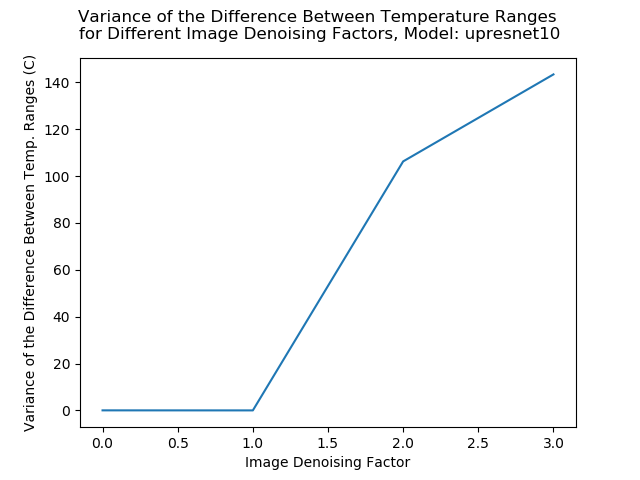 Variance of the Difference Between Temperature Ranges
for Different Image Denoising Factors, Model: upresnet10
Variance of the Difference Between Temp. Ranges (C)
140
120
100
80
60
40
20
0
0.0 0.5 1.0 1.5 2.0 2.5 3.0
Image Denoising Factor